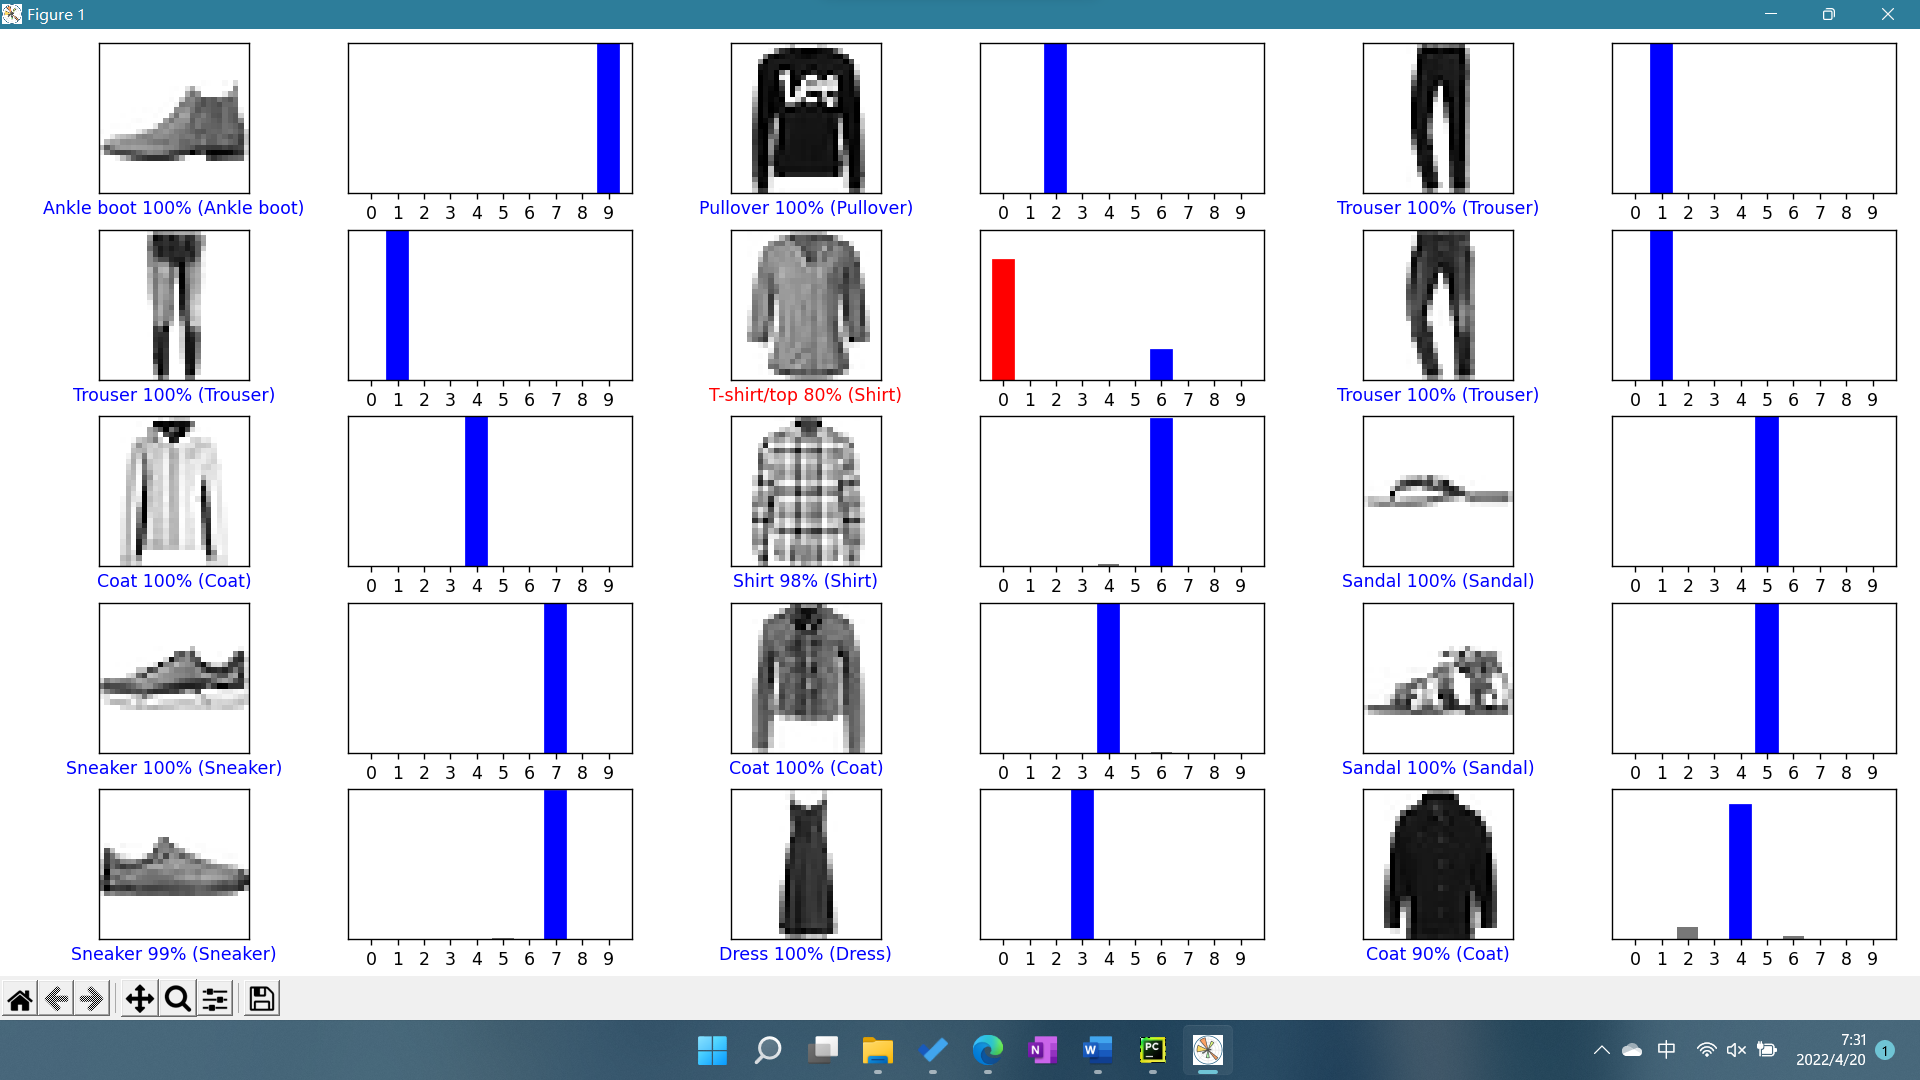 Figure 1
Lee
0 1 2 3 4 5 6 7 8 9
0 1 2 3 4 5 6 7 8 9
0 1 2 3 4 5 6 7 8 9
Ankle boot 100% (Ankle boot)
Pullover 100% (Pullover)
Trouser 100% (Trouser)
0 1 2 3 4 5 6 7 8 9
0 1 2 3 4 5 6 7 8 9
0 1 2 3 4 5 6 7 8 9
Trouser 100% (Trouser)
T-shirt/top 80% (Shirt)
Trouser 100% (Trouser)
0 1 2 3 4 5 6 7 8 9
0 1 2 3 4 5 6 7 8 9
0 1 2 3 4 5 6 7 8 9
Coat 100% (Coat)
Shirt 98% (Shirt)
Sandal 100% (Sandal)
0 1 2 3 4 5 6 7 8 9
0 1 2 3 4 5 6 7 8 9
0 1 2 3 4 5 6 7 8 9
Sneaker 100% (Sneaker)
Coat 100% (Coat)
Sandal 100% (Sandal)
0 1 2 3 4 5 6 7 8 9
0 1 2 3 4 5 6 7 8 9
0 1 2 3 4 5 6 7 8 9
Sneaker 99% (Sneaker)
Dress 100% (Dress)
Coat 90% (Coat)
N
W
PC
中
7:31
2022/4/20
1